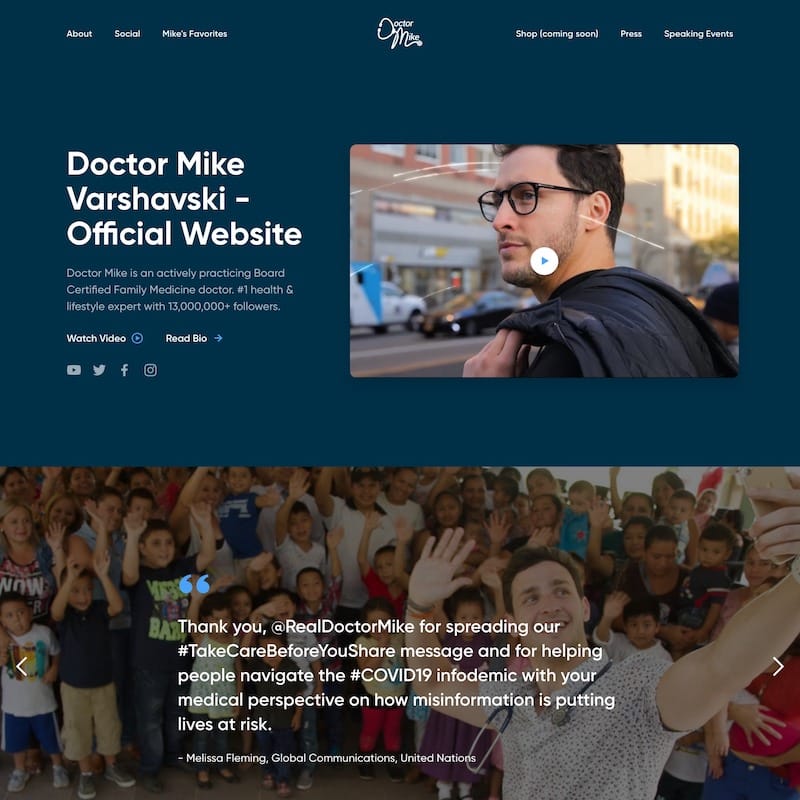 About Social Mike's Favorites Doctor Mike Shop (coming soon) Press Speaking Events
Doctor Mike
Varshavski -
Official Website
Doctor Mike is an actively practicing Board
Certified Family Medicine doctor. #1 health &
lifestyle expert with 13,000,000+ followers.
Watch Video Read Bio
“
Thank you, @RealDoctorMike for spreading our
#TakeCareBeforeYouShare message and for helping
people navigate the #COVID19 infodemic with your
medical perspective on how misinformation is putting
lives at risk.
- Melissa Fleming, Global Communications, United Nations
NOW